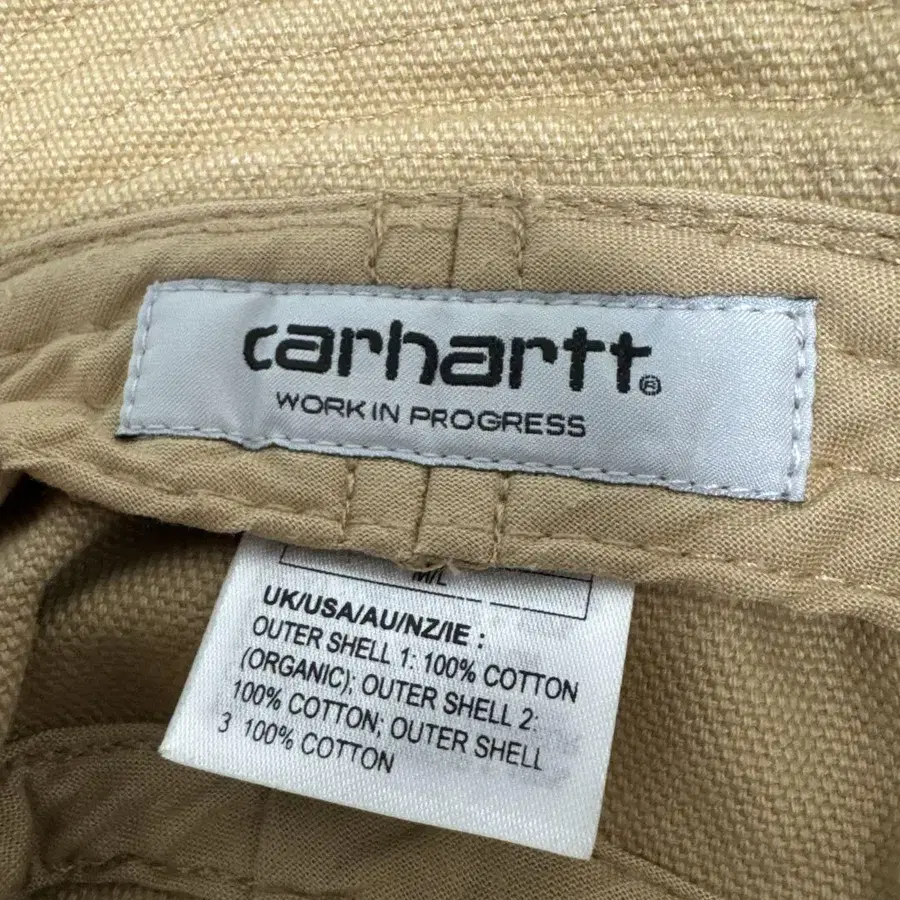 carhartt®
WORK IN PROGRESS
M/L
UK/USA/AU/NZ/IE :
OUTER SHELL 1: 100% COTTON
(ORGANIC); OUTER SHELL 2:
100% COTTON; OUTER SHELL
3 100% COTTON